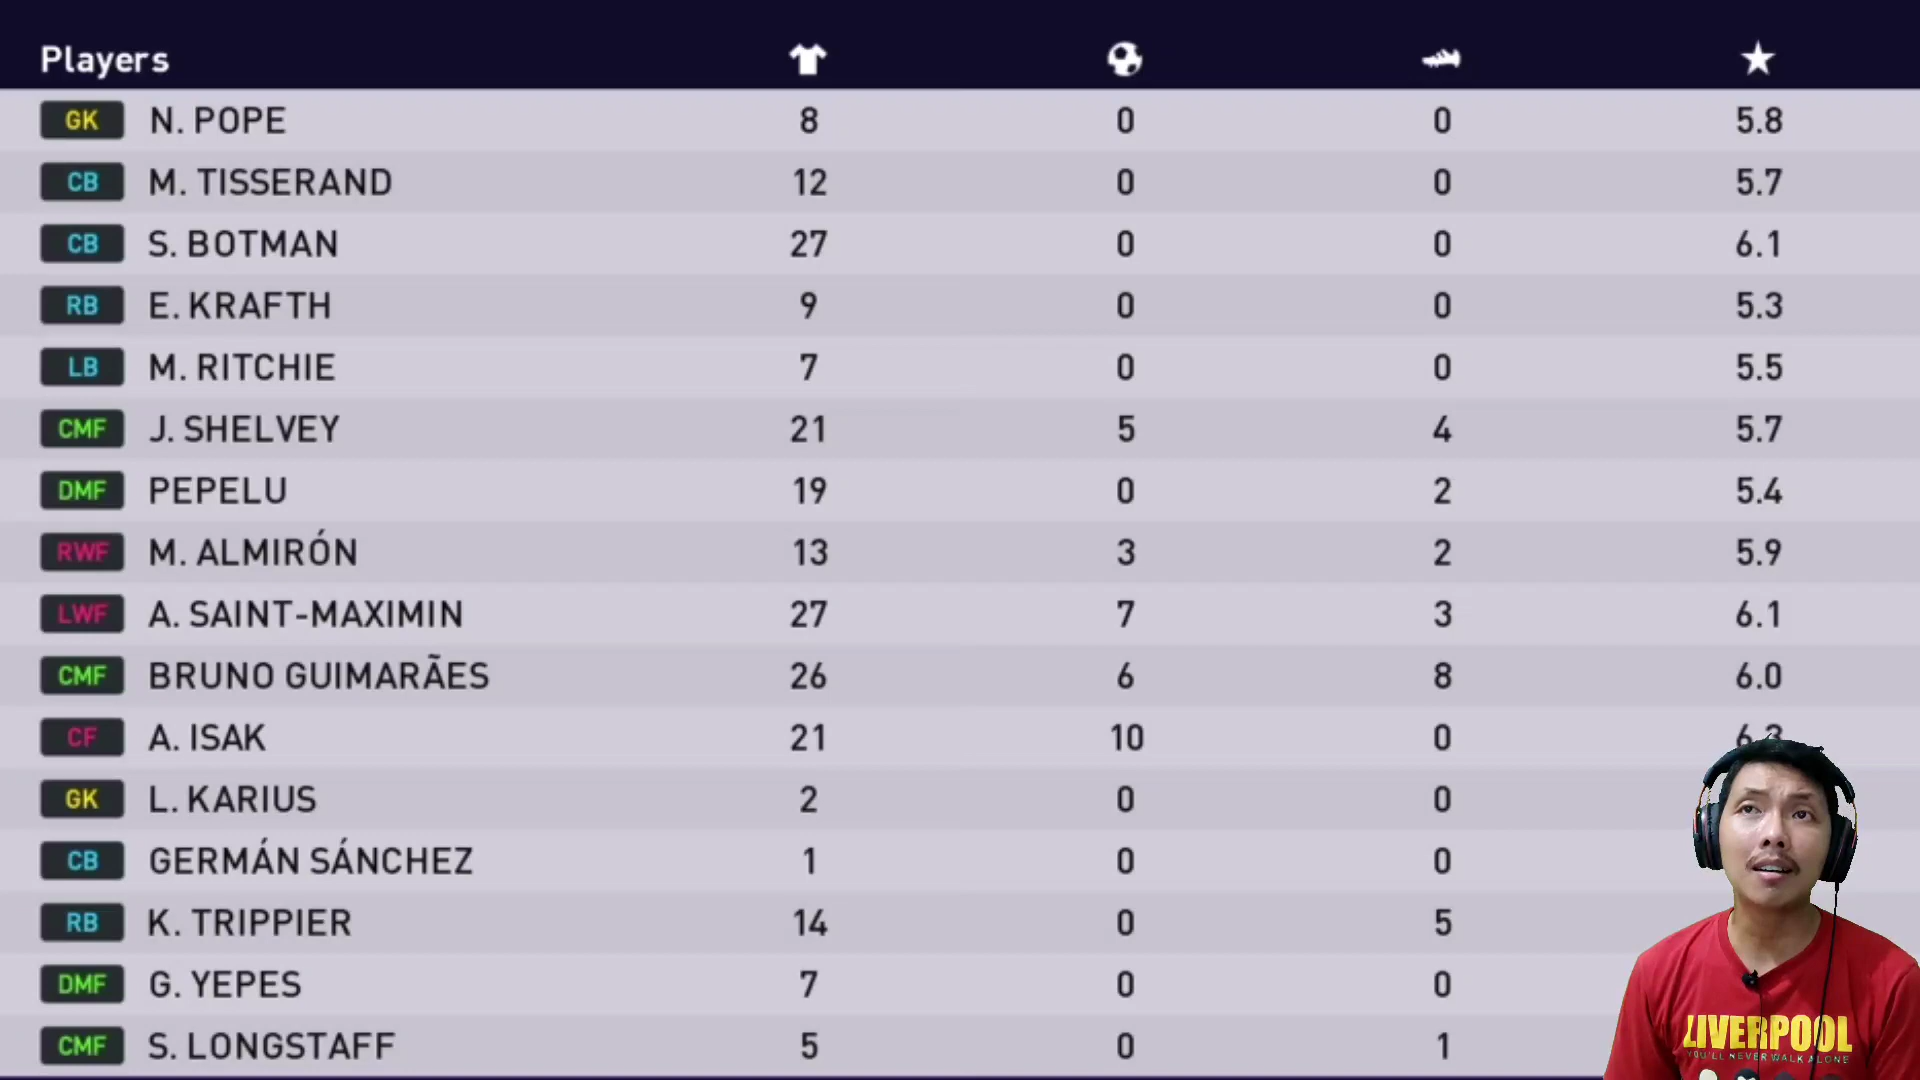 Players
GK N. POPE 8 0 0 5.8
CB M. TISSERAND 12 0 0 5.7
CB S. BOTMAN 27 0 0 6.1
RB E. KRAFTH 9 0 0 5.3
LB M. RITCHIE 7 0 0 5.5
CMF J. SHELVEY 21 5 4 5.7
DMF PEPELU 19 0 2 5.4
RWF M. ALMIRÓN 13 3 2 5.9
LWF A. SAINT-MAXIMIN 27 7 3 6.1
CMF BRUNO GUIMARÃES 26 6 8 6.0
CF A. ISAK 21 10 0
GK L. KARIUS 2 0 0
CB GERMÁN SÁNCHEZ 1 0 0
RB K. TRIPPIER 14 0 5
DMF G. YEPES 7 0 0
CMF S. LONGSTAFF 5 0 1
LIVERPOOL
YOU'LL NEVER WALK ALONE